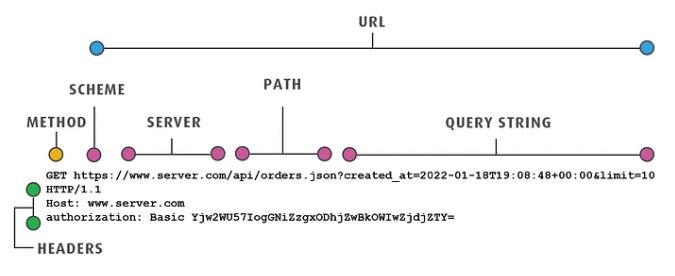 URL
SCHEME
PATH
METHOD
SERVER
QUERY STRING
GET https://www.server.com/api/orders.json?created_at=2022-01-18T19:08:48+00:00&limit=10
HTTP/1.1
Host: www.server.com
authorization: Basic Yjw2WU57IogGNiZzgxODhjZwBkOWIwZjdjZTY=
HEADERS